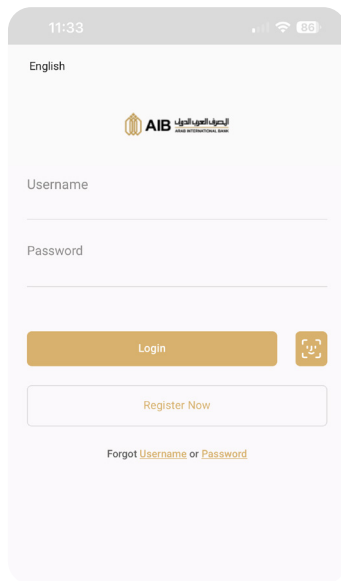 11:33 86
English
AIB المصرف العربي الدولي
ARAB INTERNATIONAL BANK
Username
Password
Login
Register Now
Forgot Username or Password